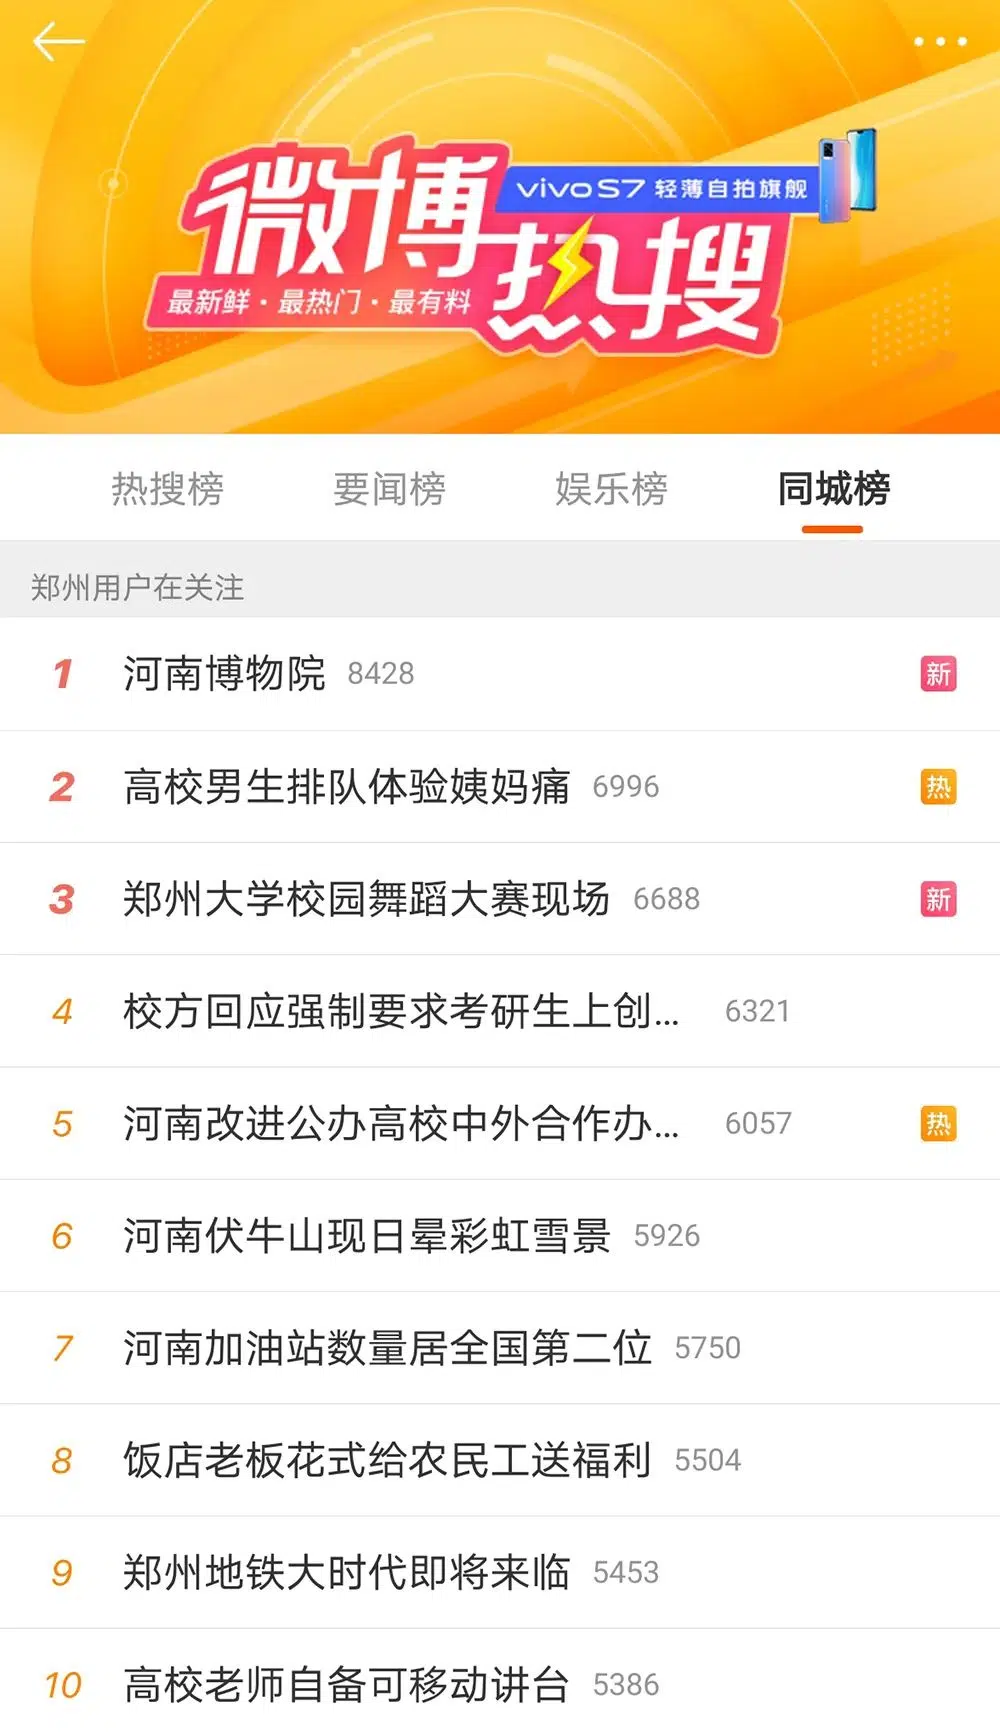 微博热搜
vivo S7 轻薄自拍旗舰
最新鲜·最热门·最有料
热搜榜 要闻榜 娱乐榜 同城榜
郑州用户在关注
1 河南博物院 8428 新
2 高校男生排队体验姨妈痛 6996 热
3 郑州大学校园舞蹈大赛现场 6688 新
4 校方回应强制要求考研生上创... 6321
5 河南改进公办高校中外合作办... 6057 热
6 河南伏牛山现日晕彩虹雪景 5926
7 河南加油站数量居全国第二位 5750
8 饭店老板花式给农民工送福利 5504
9 郑州地铁大时代即将来临 5453
10 高校老师自备可移动讲台 5386